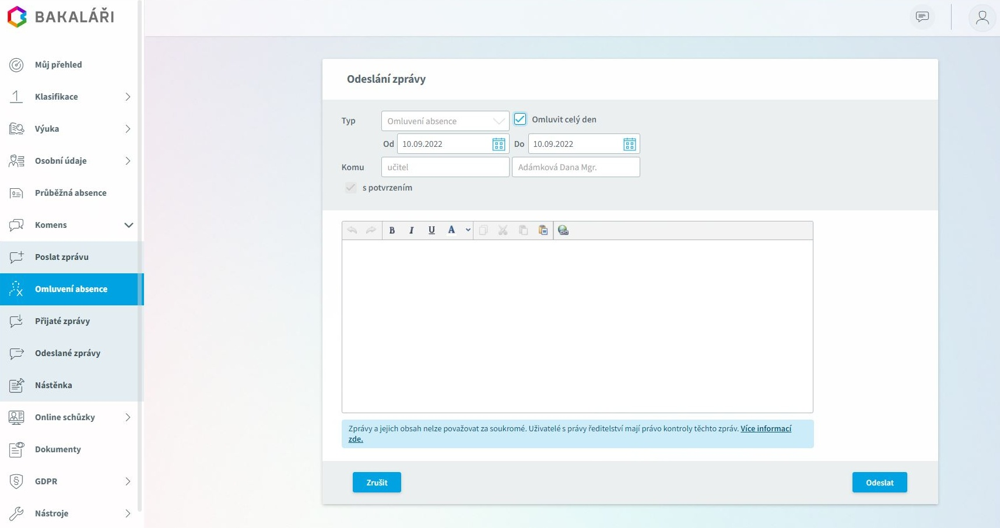 BAKALÁŘI
Můj přehled
Klasifikace
Výuka
Osobní údaje
Průběžná absence
Komens
Poslat zprávu
Omluvení absence
Přijaté zprávy
Odeslané zprávy
Nástěnka
Online schůzky
Dokumenty
GDPR
Nástroje
Odeslání zprávy
Typ Omluvení absence Omluvit celý den
Od 10.09.2022 Do 10.09.2022
Komu učitel Adámková Dana Mgr.
s potvrzením
B I U A
Zprávy a jejich obsah nelze považovat za soukromé. Uživatelé s právy ředitelství mají právo kontroly těchto zpráv. Více informací
zde.
Zrušit Odeslat